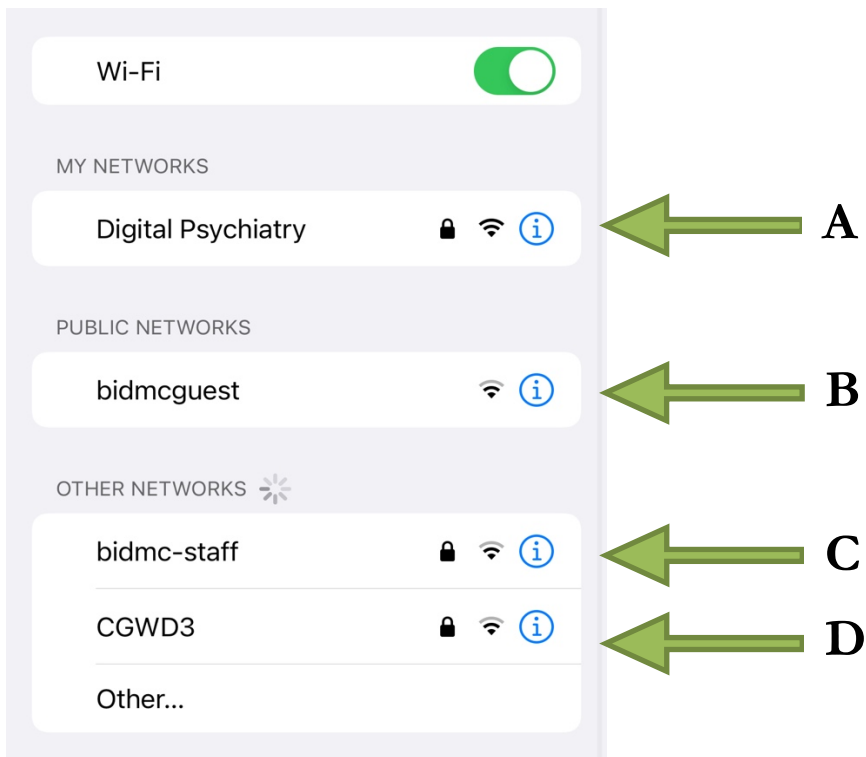 Wi-Fi
MY NETWORKS
Digital Psychiatry
A
PUBLIC NETWORKS
bidmcguest
B
OTHER NETWORKS
bidmc-staff
C
CGWD3
D
Other...